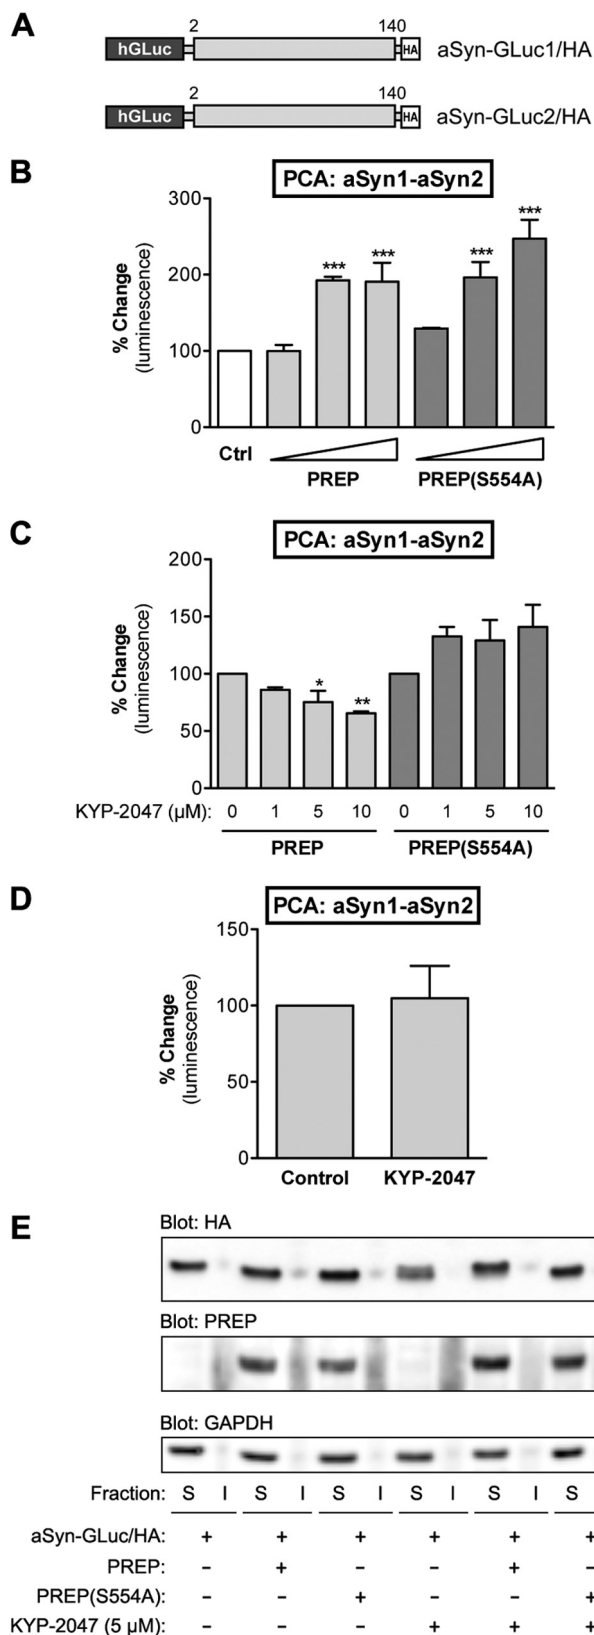 A
2 140
hGLuc HA aSyn-GLuc1/HA
2 140
hGLuc HA aSyn-GLuc2/HA
B
PCA: aSyn1-aSyn2
% Change
(luminescence)
300
200
100
0
*** *** *** ***
Ctrl
PREP PREP(S554A)
C
PCA: aSyn1-aSyn2
% Change
(luminescence)
200
150
100
50
0
* **
KYP-2047 (µM): 0 1 5 10 0 1 5 10
PREP PREP(S554A)
D
PCA: aSyn1-aSyn2
% Change
(luminescence)
150
100
50
0
Control KYP-2047
E
Blot: HA
Blot: PREP
Blot: GAPDH
Fraction: S I S I S I S I S I S
aSyn-GLuc/HA: + + + + + +
PREP: – + – – + –
PREP(S554A): – – + – – +
KYP-2047 (5 µM): – – – + + +